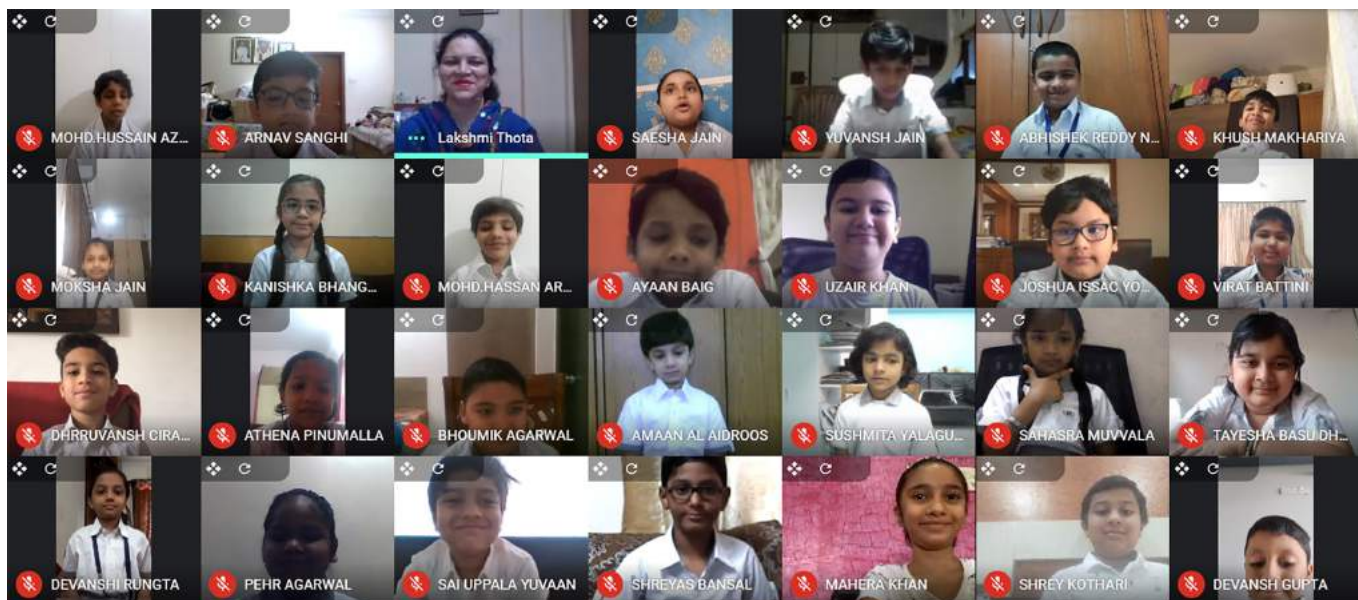 MOHD.HUSSAIN AZ...
ARNAV SANGHI
Lakshmi Thota
SAESHA JAIN
YUVANSH JAIN
ABHISHEK REDDY N...
KHUSH MAKHARIYA
MOKSHA JAIN
KANISHKA BHANG...
MOHD.HASSAN AR...
AYAAN BAIG
UZAIR KHAN
JOSHUA ISSAC YO...
VIRAT BATTINI
DHRRUVANSH CIRA...
ATHENA PINUMALLA
BHOUMIK AGARWAL
AMAAN AL AIDROOS
SUSHMITA YALAGU...
SAHASRA MUVVALA
TAYESHA BASU DH...
DEVANSHI RUNGTA
PEHR AGARWAL
SAI UPPALA YUVAAN
SHREYAS BANSAL
MAHERA KHAN
SHREY KOTHARI
DEVANSH GUPTA